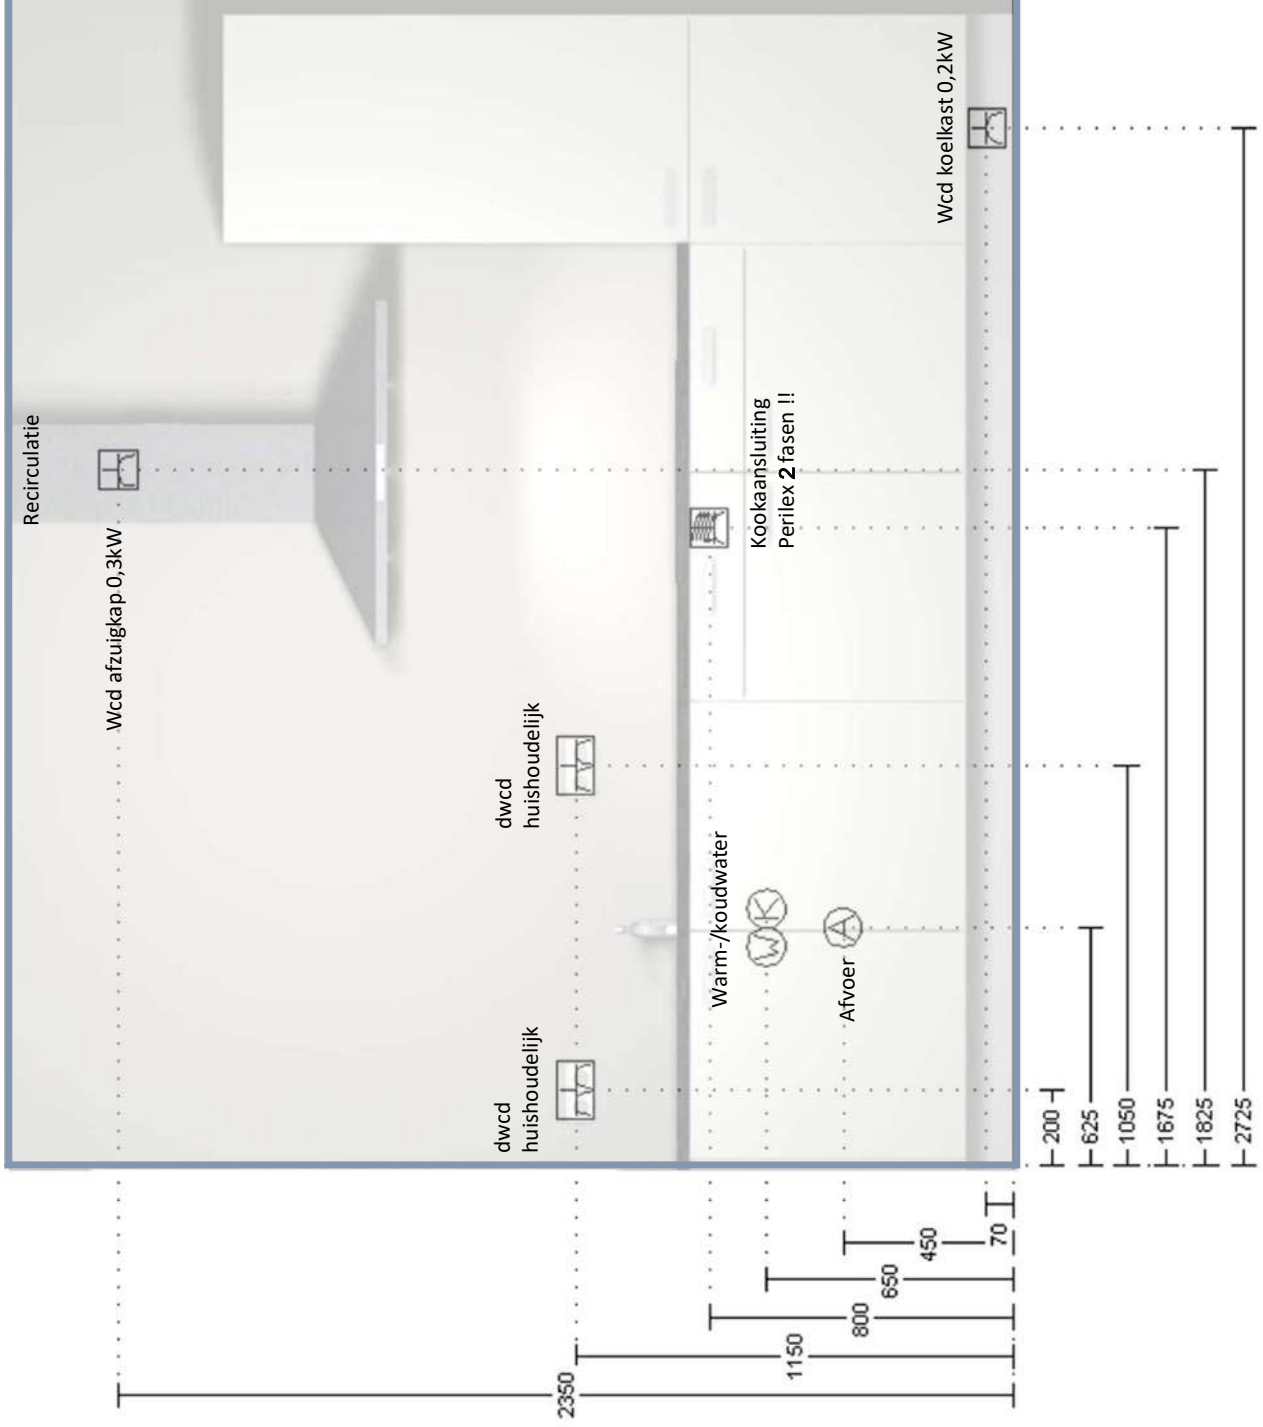 Recirculatie
Wcd afzuigkap 0,3kW
dwcd
huishoudelijk
dwcd
huishoudelijk
Kookaansluiting
Perilex 2 fasen !!
Warm-/koudwater
W K
A
Afvoer
Wcd koelkast 0,2kW
2350
1150
800
650
450
70
200
625
1050
1675
1825
2725